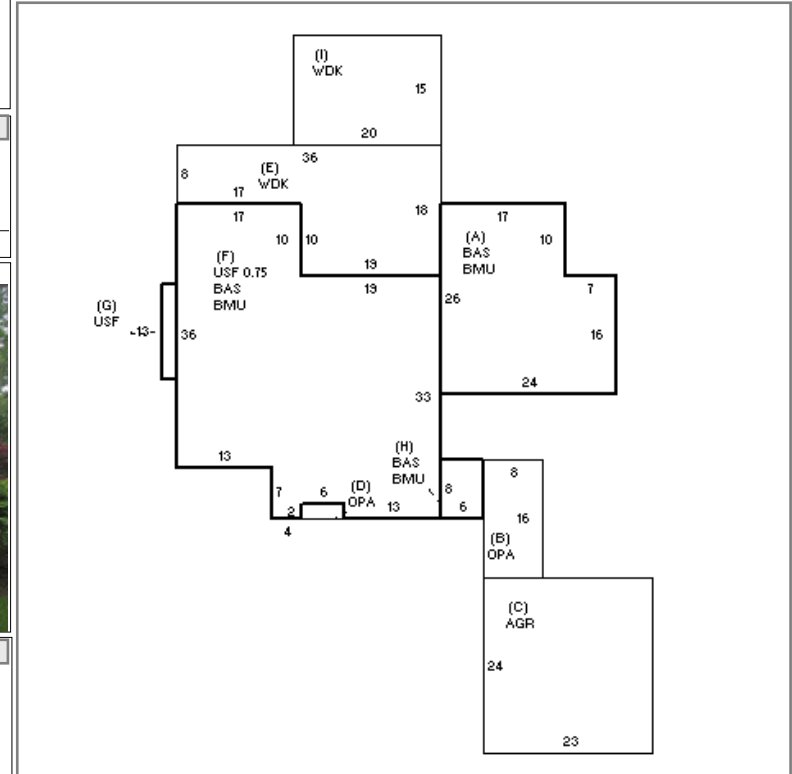 (I)
WDK
15
20
36
(E)
WDK
8
17
18
17
10
10
19
19
(F)
USF 0.75
BAS
BMU
17
10
(A)
BAS
BMU
26
7
16
24
(G)
USF
-13-
36
33
13
(H)
BAS
BMU
8
6
7
6
2
4
(D)
OPA
13
8
16
(B)
OPA
(C)
AGR
24
23